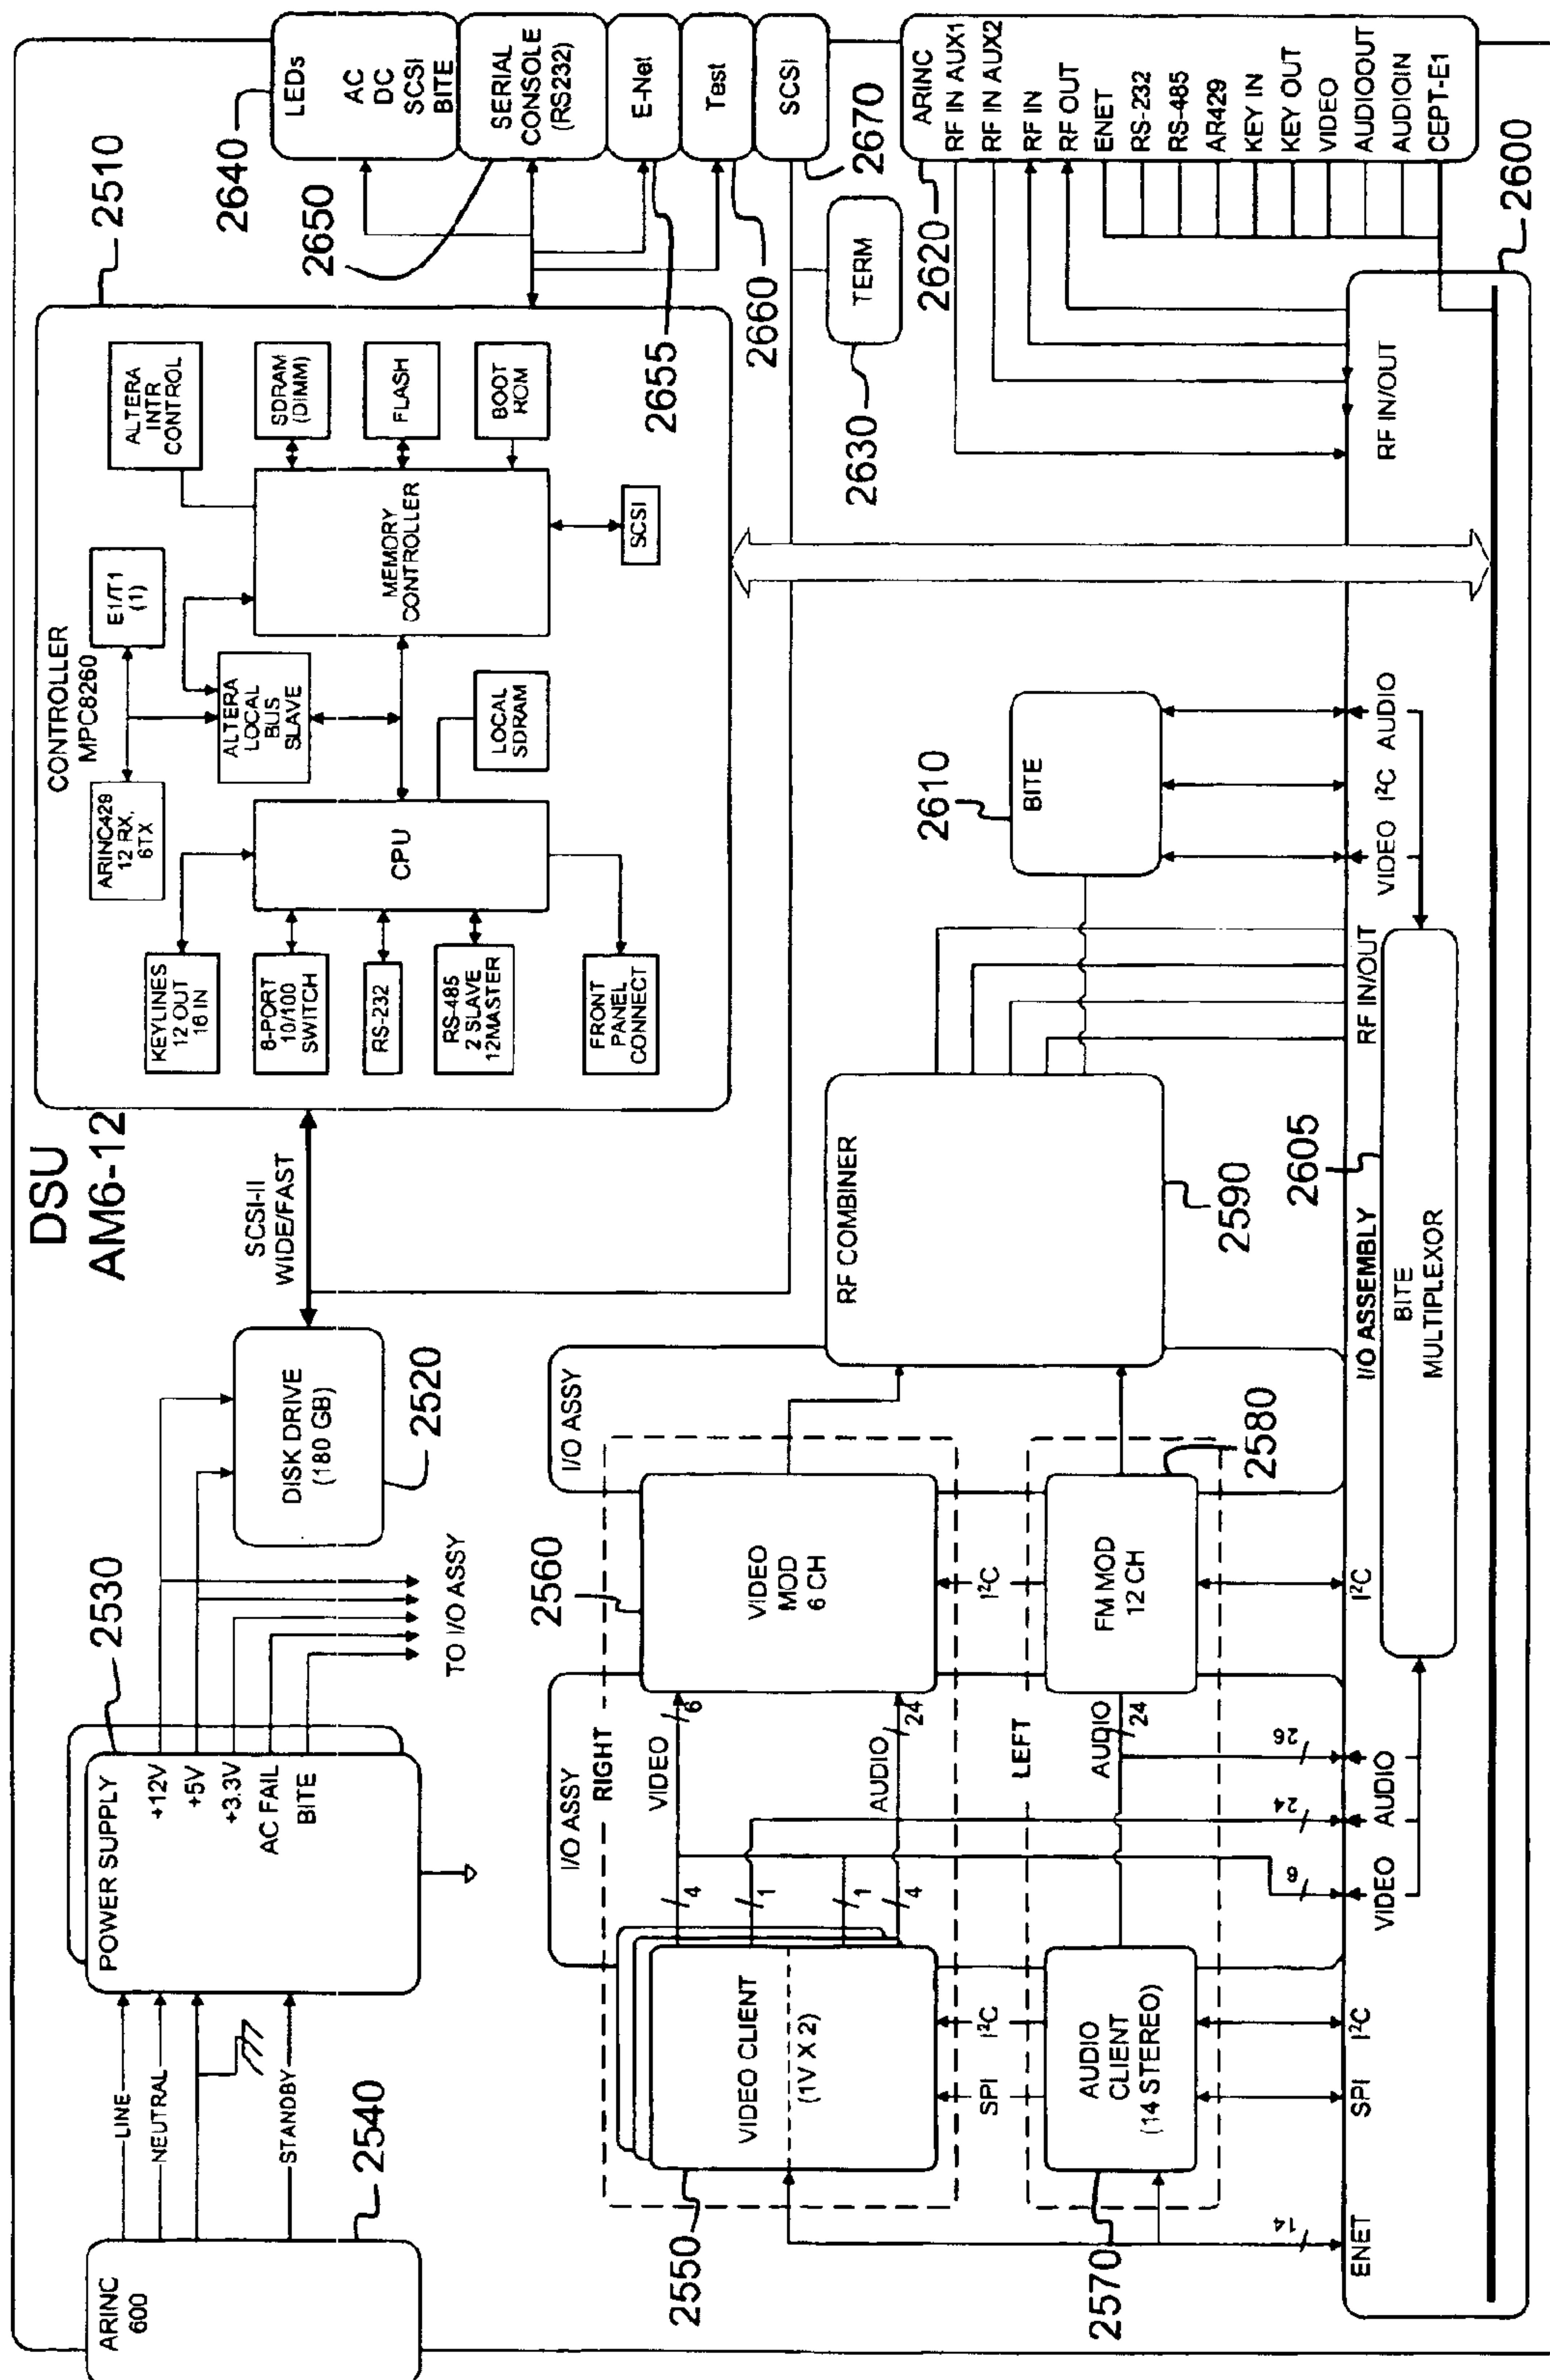 DSU
AM6-12
ARINC
600
2540
LINE
NEUTRAL
STANDBY
POWER SUPPLY
2530
+12V
+5V
+3.3V
AC FAIL
BITE
TO I/O ASSY
DISK DRIVE
(180 GB)
2520
SCSI-II
WIDE/FAST
CONTROLLER
MPC8260
2510
KEYLINES
12 OUT
16 IN
8-PORT
10/100
SWITCH
RS-232
RS-485
2 SLAVE
12MASTER
FRONT
PANEL
CONNECT
ARINC429
12 RX,
6TX
E1/T1
(1)
ALTERA
LOCAL
BUS
SLAVE
CPU
LOCAL
SDRAM
MEMORY
CONTROLLER
ALTERA
INTR
CONTROL
SDRAM
(DIMM)
FLASH
BOOT
ROM
SCSI
LEDs
AC
DC
SCSI
BITE
2640
SERIAL
CONSOLE
(RS232)
2650
E-Net
2655
Test
2660
SCSI
2670
TERM
2630
ARINC
RF IN AUX1
RF IN AUX2
RF IN
RF OUT
ENET
RS-232
RS-485
AR429
KEY IN
KEY OUT
VIDEO
AUDIOOUT
AUDIOIN
CEPT-E1
2620
2600
I/O ASSY
RIGHT
VIDEO CLIENT
(1V X 2)
2550
4
1
1
4
VIDEO
6
AUDIO
24
I/O ASSY
VIDEO
MOD
6 CH
2560
SPI
I²C
I²C
LEFT
AUDIO
CLIENT
(14 STEREO)
2570
AUDIO
24
FM MOD
12 CH
2580
RF COMBINER
2590
BITE
2610
14
6
24
26
ENET
SPI
I²C
VIDEO
AUDIO
I²C
I/O ASSEMBLY
2605
RF IN/OUT
VIDEO
I²C
AUDIO
RF IN/OUT
BITE
MULTIPLEXOR